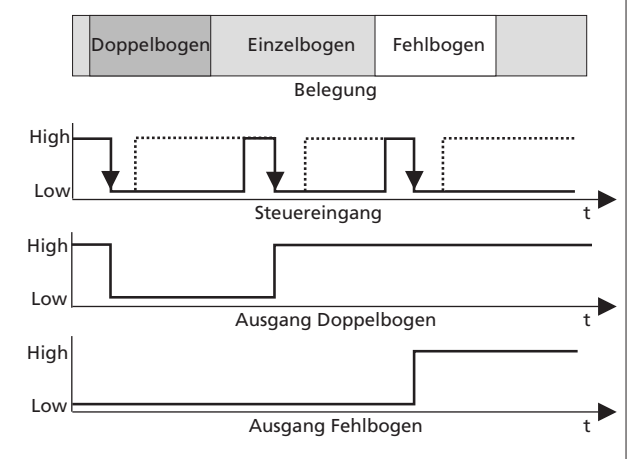 Doppelbogen Einzelbogen Fehlbogen
Belegung
High
Low
Steuereingang t
High
Low
Ausgang Doppelbogen t
High
Low
Ausgang Fehlbogen t